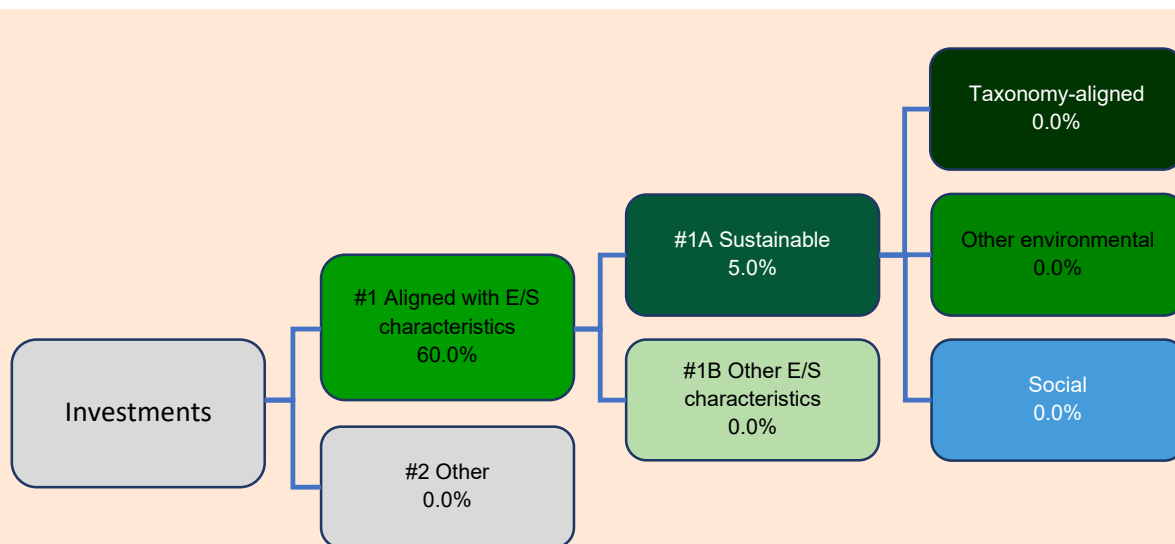 Investments
#1 Aligned with E/S
characteristics
60.0%
#2 Other
0.0%
#1A Sustainable
5.0%
#1B Other E/S
characteristics
0.0%
Taxonomy-aligned
0.0%
Other environmental
0.0%
Social
0.0%